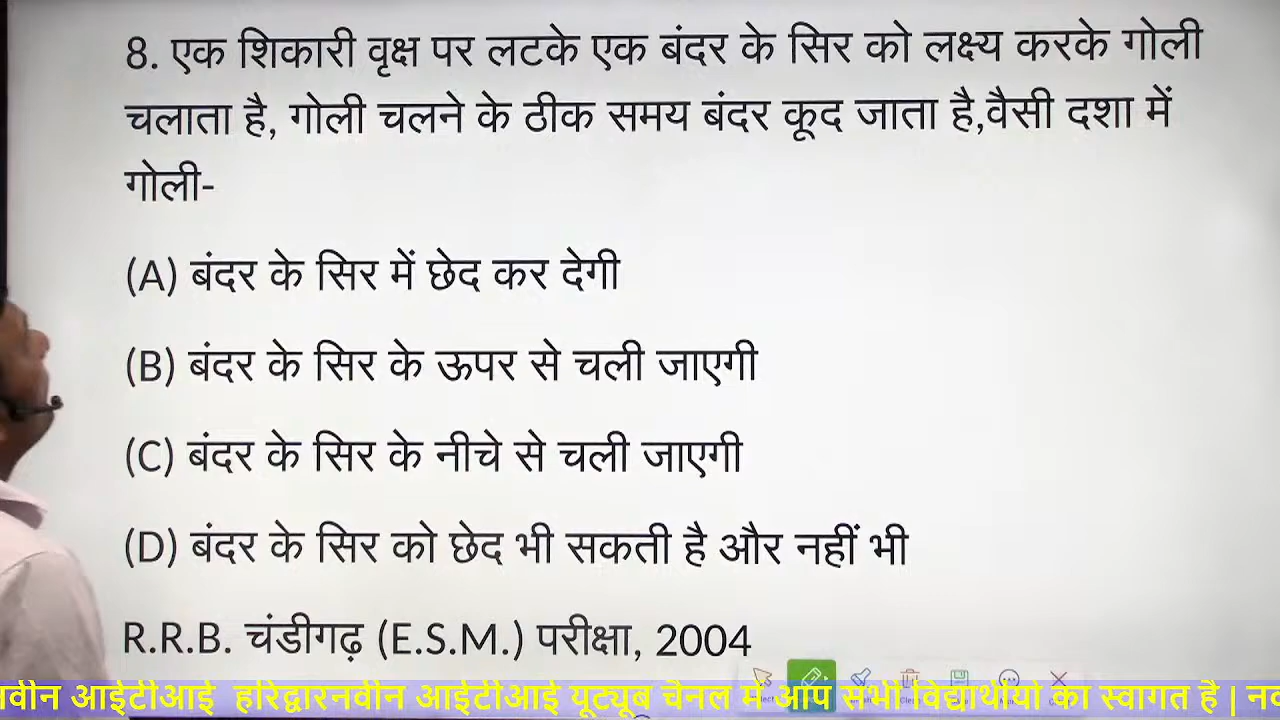 8. एक शिकारी वृक्ष पर लटके एक बंदर के सिर को लक्ष्य करके गोली
चलाता है, गोली चलने के ठीक समय बंदर कूद जाता है,वैसी दशा में
गोली-
(A) बंदर के सिर में छेद कर देगी
(B) बंदर के सिर के ऊपर से चली जाएगी
(C) बंदर के सिर के नीचे से चली जाएगी
(D) बंदर के सिर को छेद भी सकती है और नहीं भी
R.R.B. चंडीगढ़ (E.S.M.) परीक्षा, 2004
आईटीआई हरिद्वारनवीन आईटीआई यूट्यूब चैनल में आप सभी विद्यार्थीयो का स्वागत है |